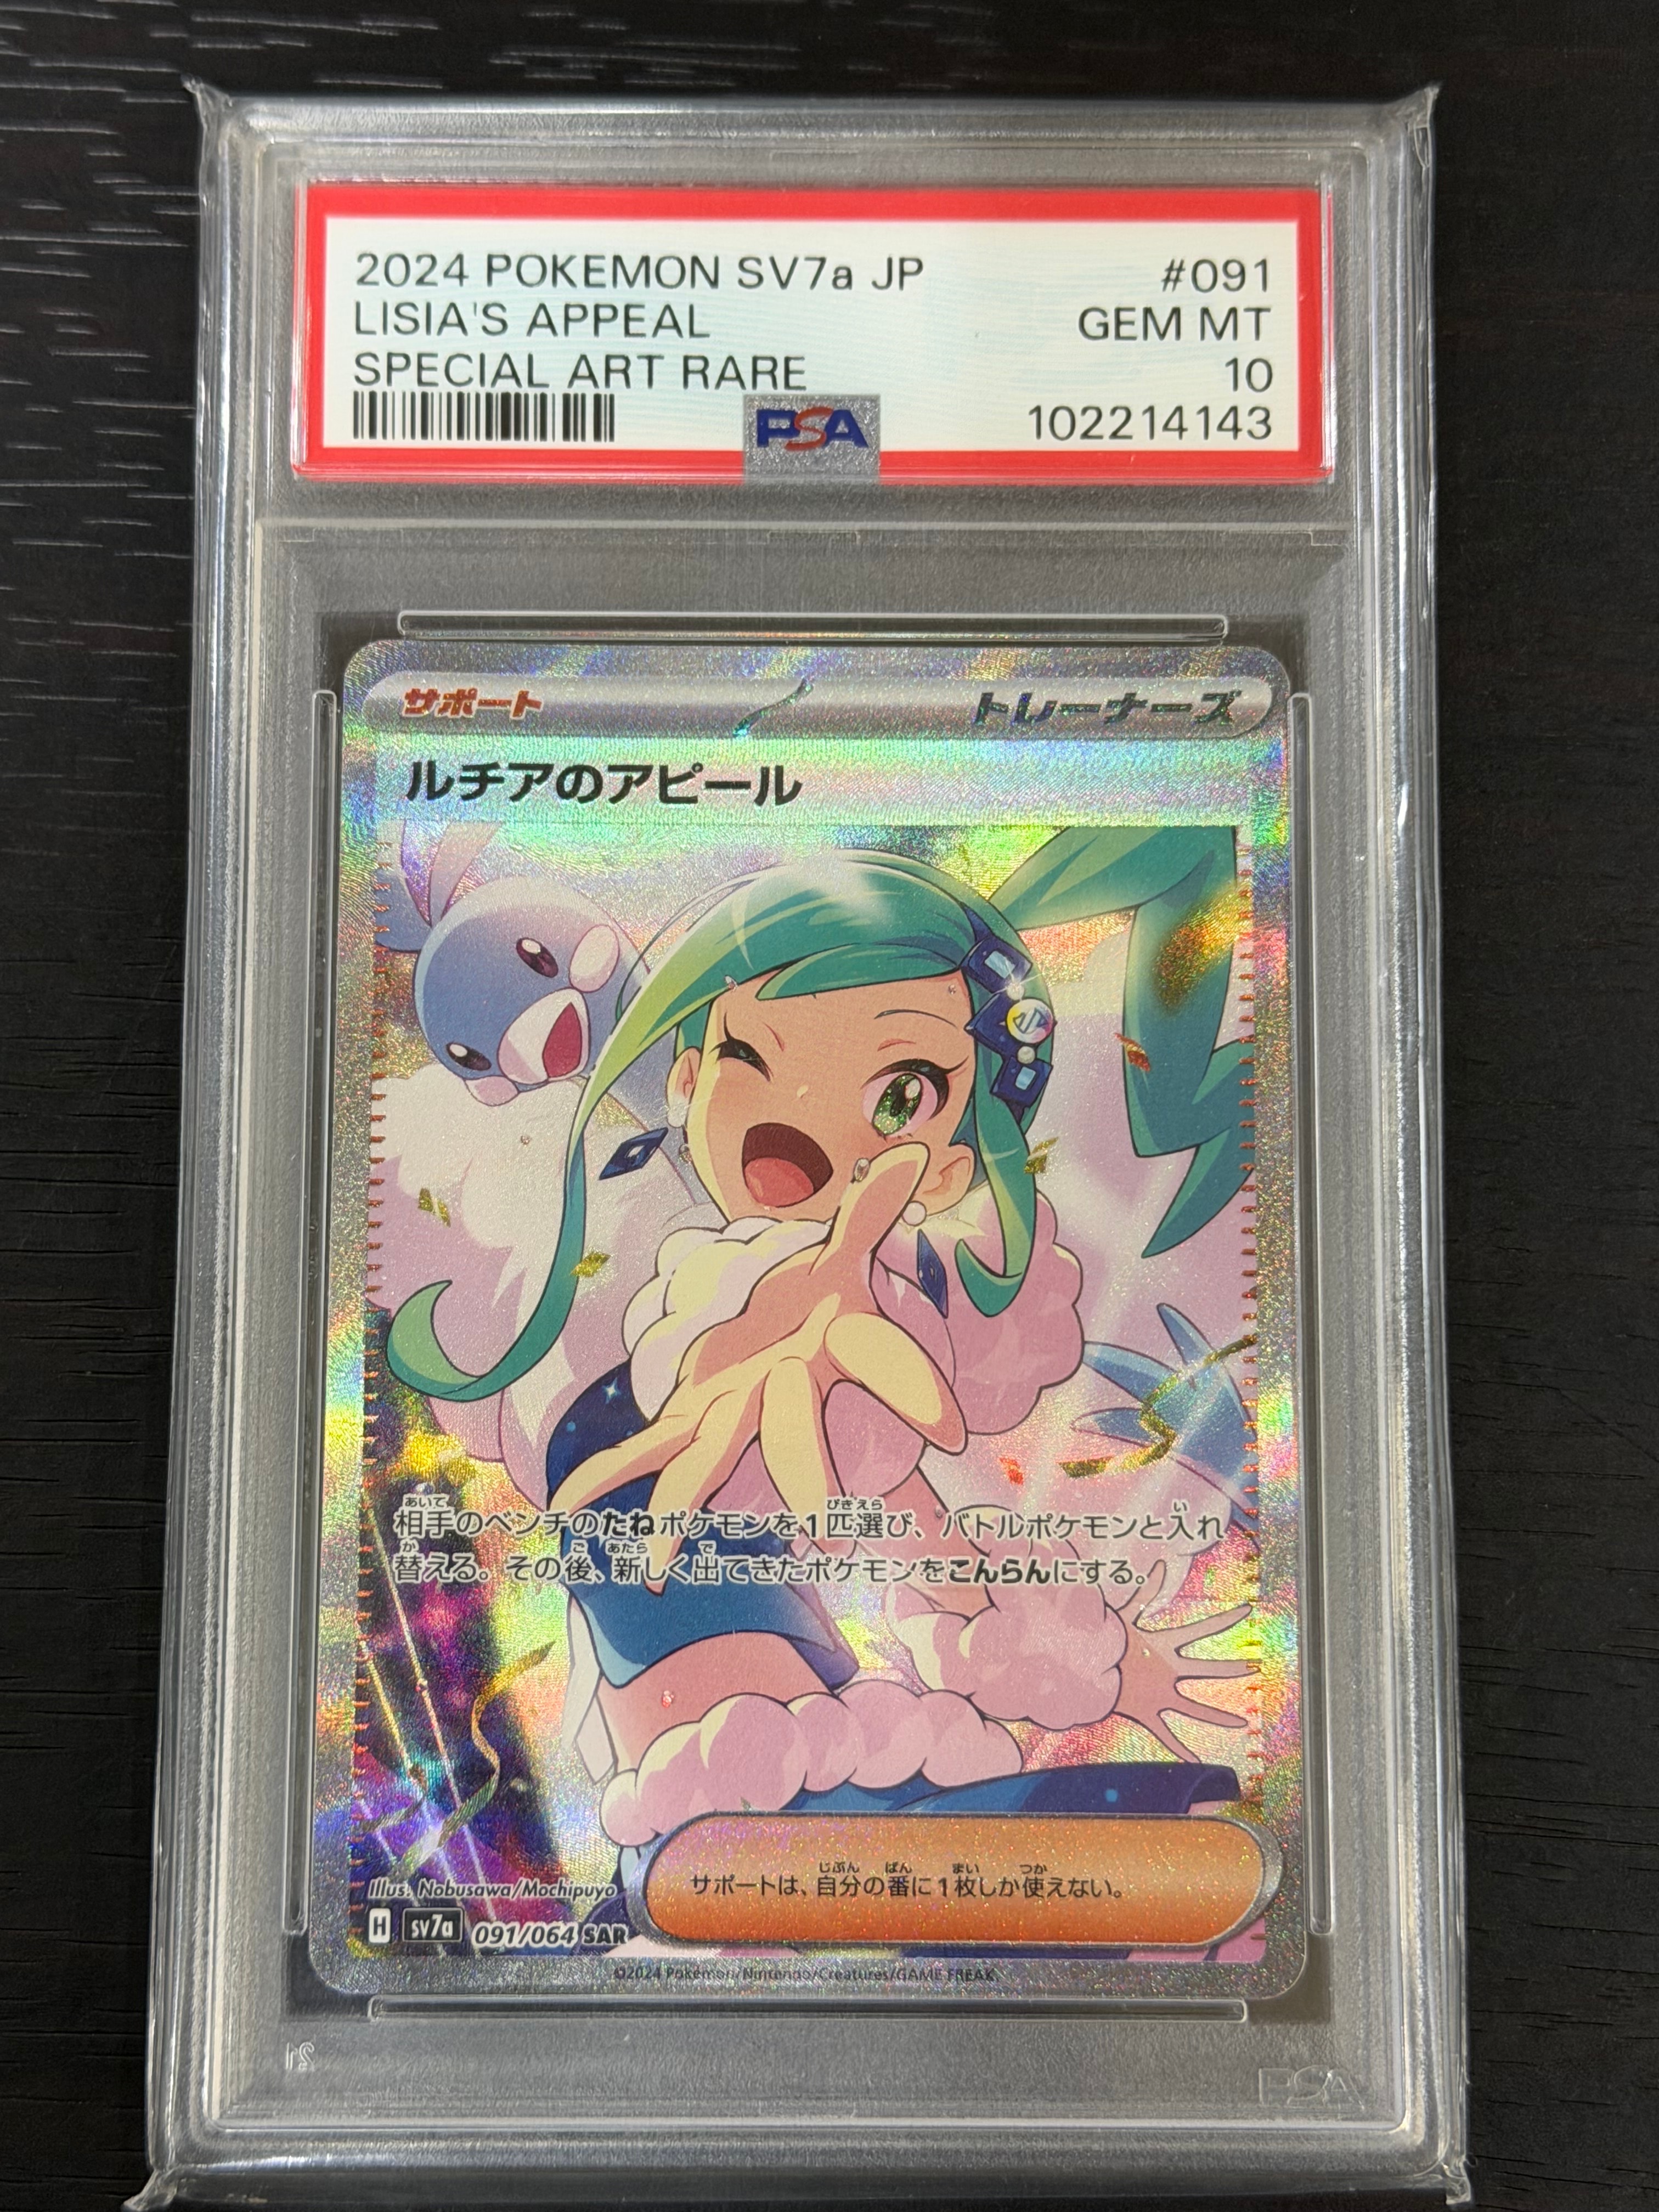 2024 POKEMON SV7a JP #091
LISIA'S APPEAL GEM MT
SPECIAL ART RARE 10
PSA 102214143
サポート トレーナーズ
ルチアのアピール
相手のベンチのたねポケモンを1匹選び、バトルポケモンと入れ
替える。その後、新しく出てきたポケモンをこんらんにする。
サポートは、自分の番に1枚しか使えない。
Illus. Nobusawa/Mochipuyo
H sv7a 091/064 SAR
©2024 Pokémon/Nintendo/Creatures/GAME FREAK.
PSA